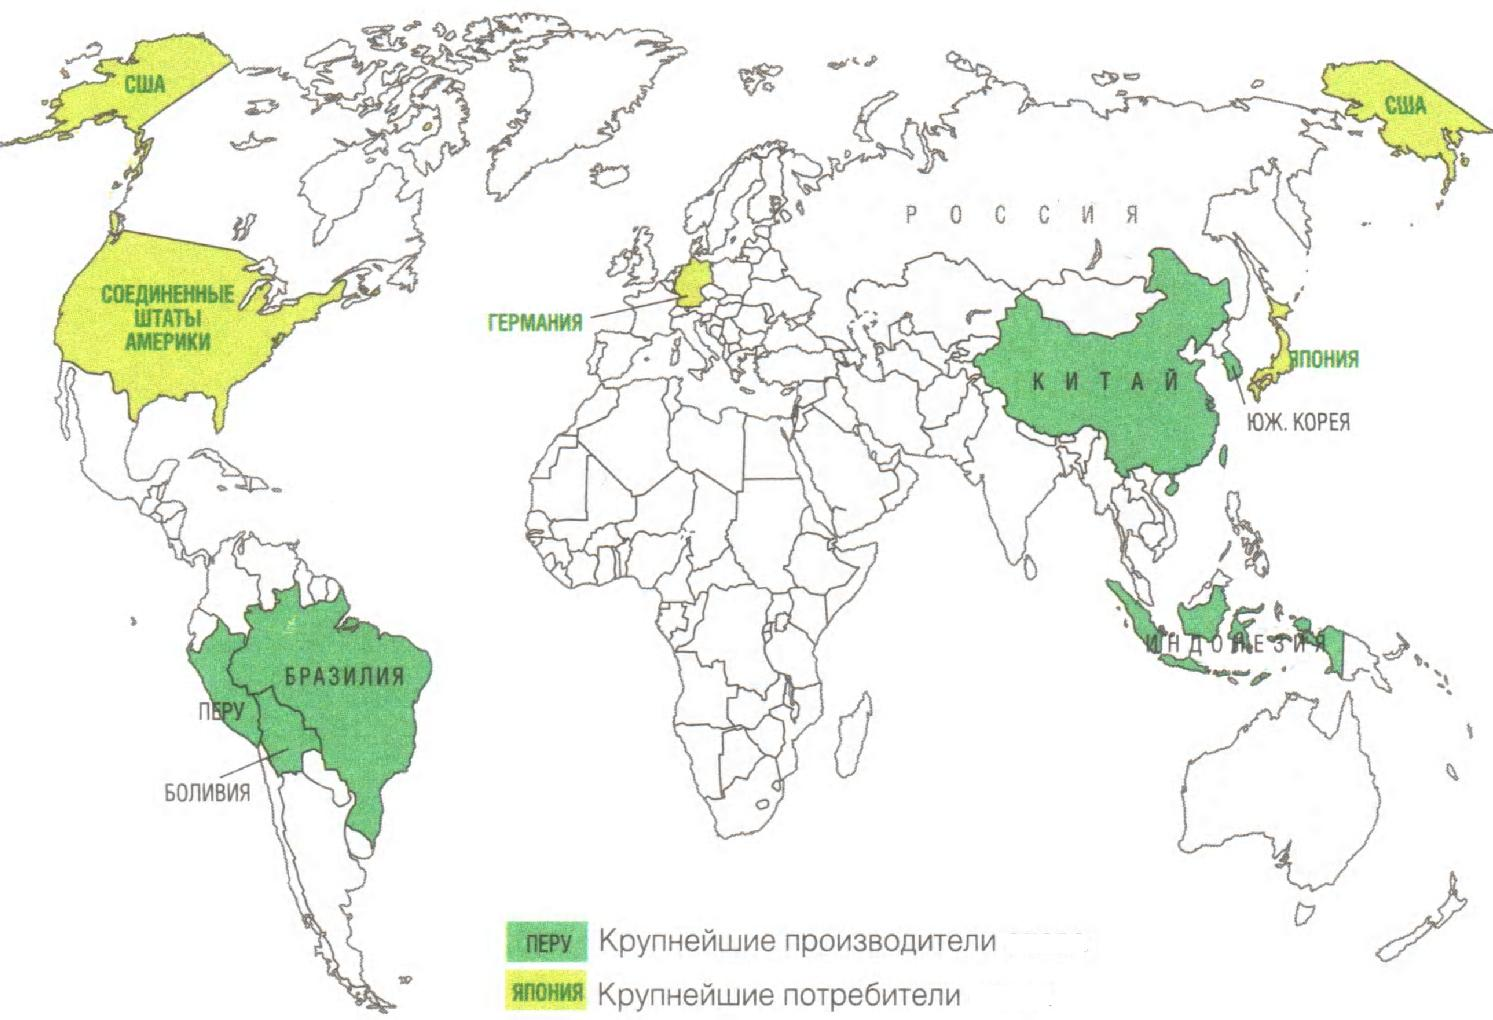 США
США
РОССИЯ
СОЕДИНЕННЫЕ
ШТАТЫ
АМЕРИКИ
ГЕРМАНИЯ
ЯПОНИЯ
КИТАЙ
ЮЖ. КОРЕЯ
ИНДОНЕЗИЯ
БРАЗИЛИЯ
ПЕРУ
БОЛИВИЯ
ПЕРУ Крупнейшие производители
ЯПОНИЯ Крупнейшие потребители